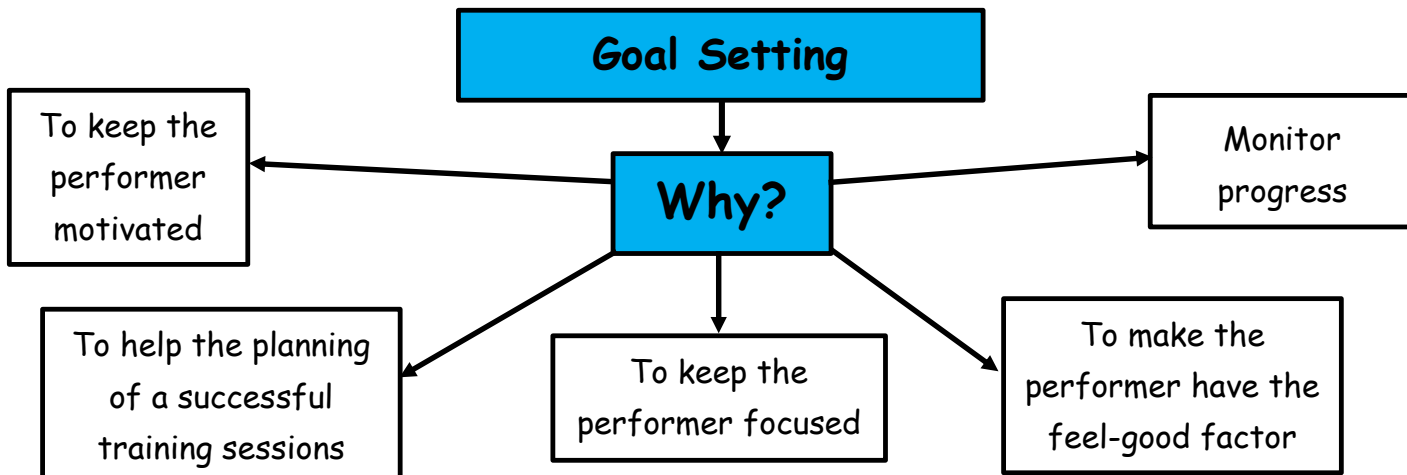 Goal Setting
Why?
To keep the
performer
motivated
Monitor
progress
To help the planning
of a successful
training sessions
To keep the
performer focused
To make the
performer have the
feel-good factor